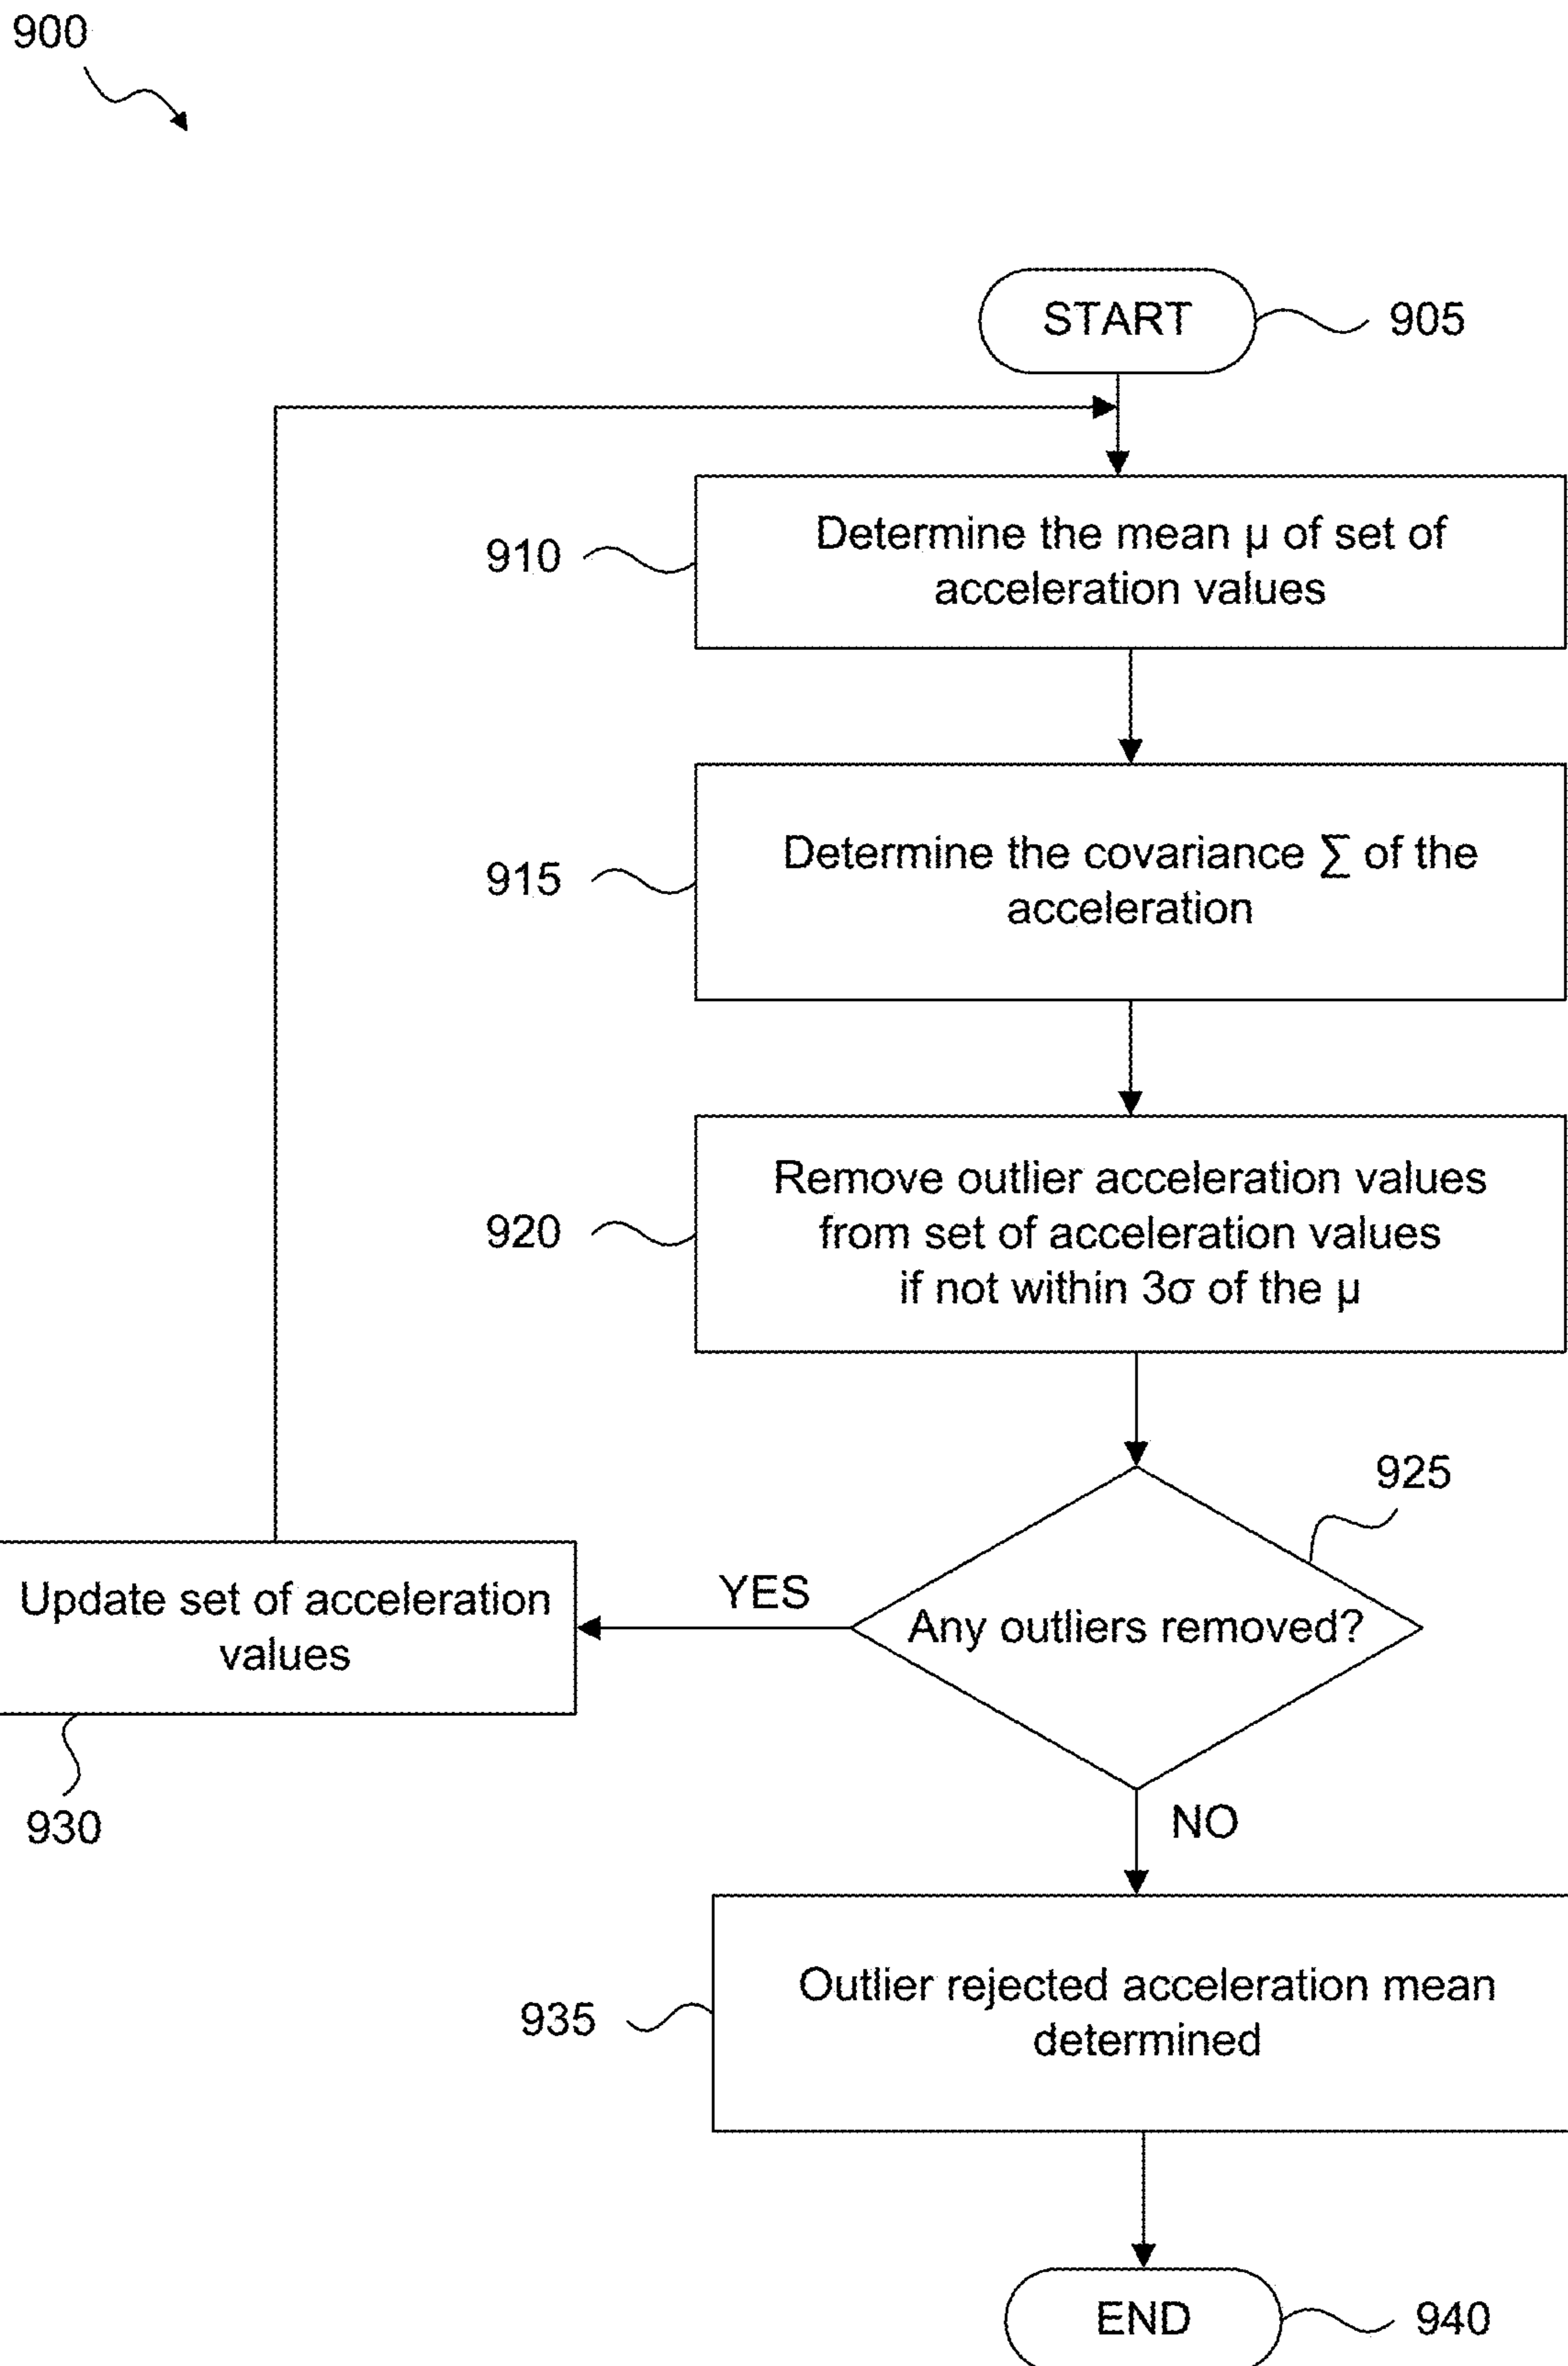 900
START
905
910
Determine the mean μ of set of
acceleration values
915
Determine the covariance ∑ of the
acceleration
920
Remove outlier acceleration values
from set of acceleration values
if not within 3σ of the μ
925
Any outliers removed?
YES
Update set of acceleration
values
930
NO
935
Outlier rejected acceleration mean
determined
END
940